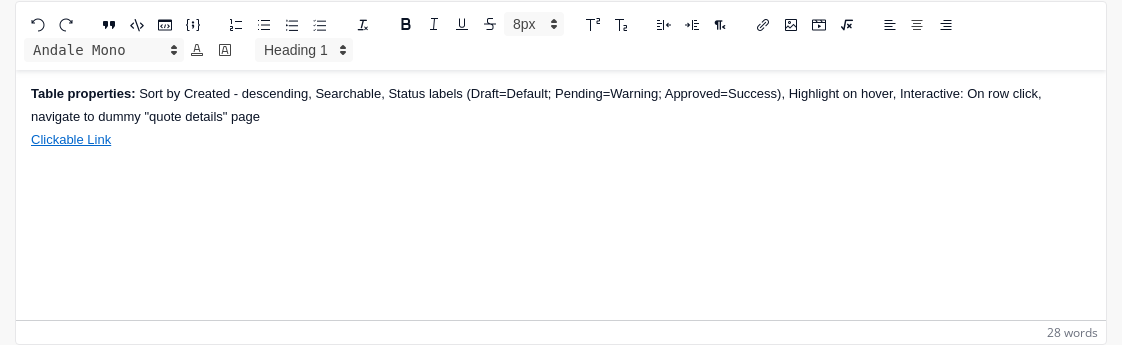 8px
Andale Mono
Heading 1
Table properties: Sort by Created - descending, Searchable, Status labels (Draft=Default; Pending=Warning; Approved=Success), Highlight on hover, Interactive: On row click,
navigate to dummy "quote details" page
Clickable Link
28 words